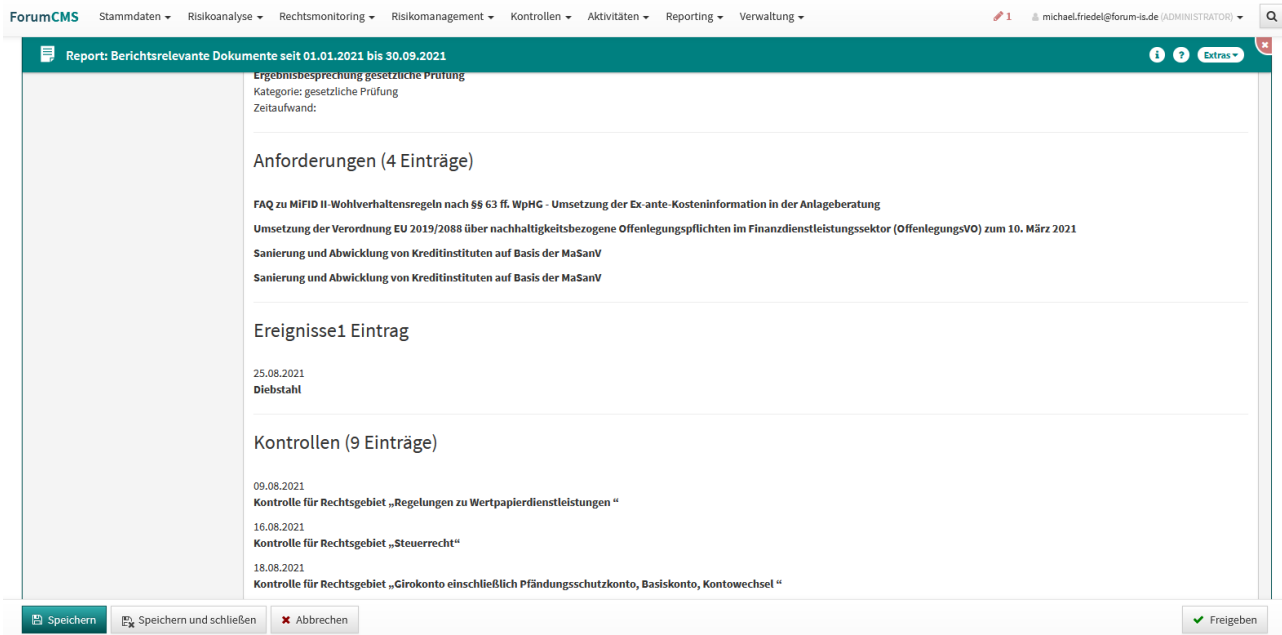 ForumCMS Stammdaten Risikoanalyse Rechtsmonitoring Risikomanagement Kontrollen Aktivitäten Reporting Verwaltung 1 michael.friedel@forum-is.de (ADMINISTRATOR)
Report: Berichtsrelevante Dokumente seit 01.01.2021 bis 30.09.2021 Extras
Ergebnisbesprechung gesetzliche Prüfung
Kategorie: gesetzliche Prüfung
Zeitaufwand:
Anforderungen (4 Einträge)
FAQ zu MiFID II-Wohlverhaltensregeln nach §§ 63 ff. WpHG - Umsetzung der Ex-ante-Kosteninformation in der Anlageberatung
Umsetzung der Verordnung EU 2019/2088 über nachhaltigkeitsbezogene Offenlegungspflichten im Finanzdienstleistungssektor (OffenlegungsVO) zum 10. März 2021
Sanierung und Abwicklung von Kreditinstituten auf Basis der MaSanV
Sanierung und Abwicklung von Kreditinstituten auf Basis der MaSanV
Ereignisse1 Eintrag
25.08.2021
Diebstahl
Kontrollen (9 Einträge)
09.08.2021
Kontrolle für Rechtsgebiet „Regelungen zu Wertpapierdienstleistungen “
16.08.2021
Kontrolle für Rechtsgebiet „Steuerrecht“
18.08.2021
Kontrolle für Rechtsgebiet „Girokonto einschließlich Pfändungsschutzkonto, Basiskonto, Kontowechsel “
Speichern Speichern und schließen Abbrechen Freigeben